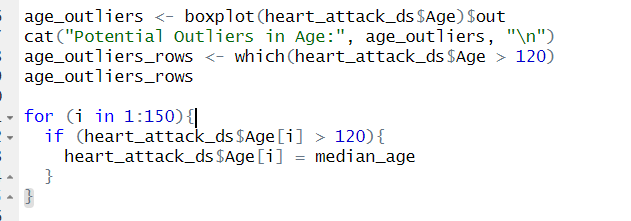 age_outliers <- boxplot(heart_attack_ds$Age)$out
cat("Potential Outliers in Age:", age_outliers, "\n")
age_outliers_rows <- which(heart_attack_ds$Age > 120)
age_outliers_rows
for (i in 1:150){
  if (heart_attack_ds$Age[i] > 120){
    heart_attack_ds$Age[i] = median_age
  }
}